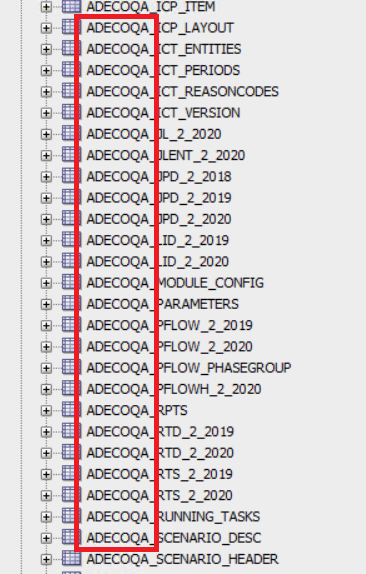 ADECOQA_ICP_ITEM
ADECOQA_ICP_LAYOUT
ADECOQA_ICT_ENTITIES
ADECOQA_ICT_PERIODS
ADECOQA_ICT_REASONCODES
ADECOQA_ICT_VERSION
ADECOQA_JL_2_2020
ADECOQA_JLENT_2_2020
ADECOQA_JPD_2_2018
ADECOQA_JPD_2_2019
ADECOQA_JPD_2_2020
ADECOQA_LID_2_2019
ADECOQA_LID_2_2020
ADECOQA_MODULE_CONFIG
ADECOQA_PARAMETERS
ADECOQA_PFLOW_2_2019
ADECOQA_PFLOW_2_2020
ADECOQA_PFLOW_PHASEGROUP
ADECOQA_PFLOWH_2_2020
ADECOQA_RPTS
ADECOQA_RTD_2_2019
ADECOQA_RTD_2_2020
ADECOQA_RTS_2_2019
ADECOQA_RTS_2_2020
ADECOQA_RUNNING_TASKS
ADECOQA_SCENARIO_DESC
ADECOQA_SCENARIO_HEADER